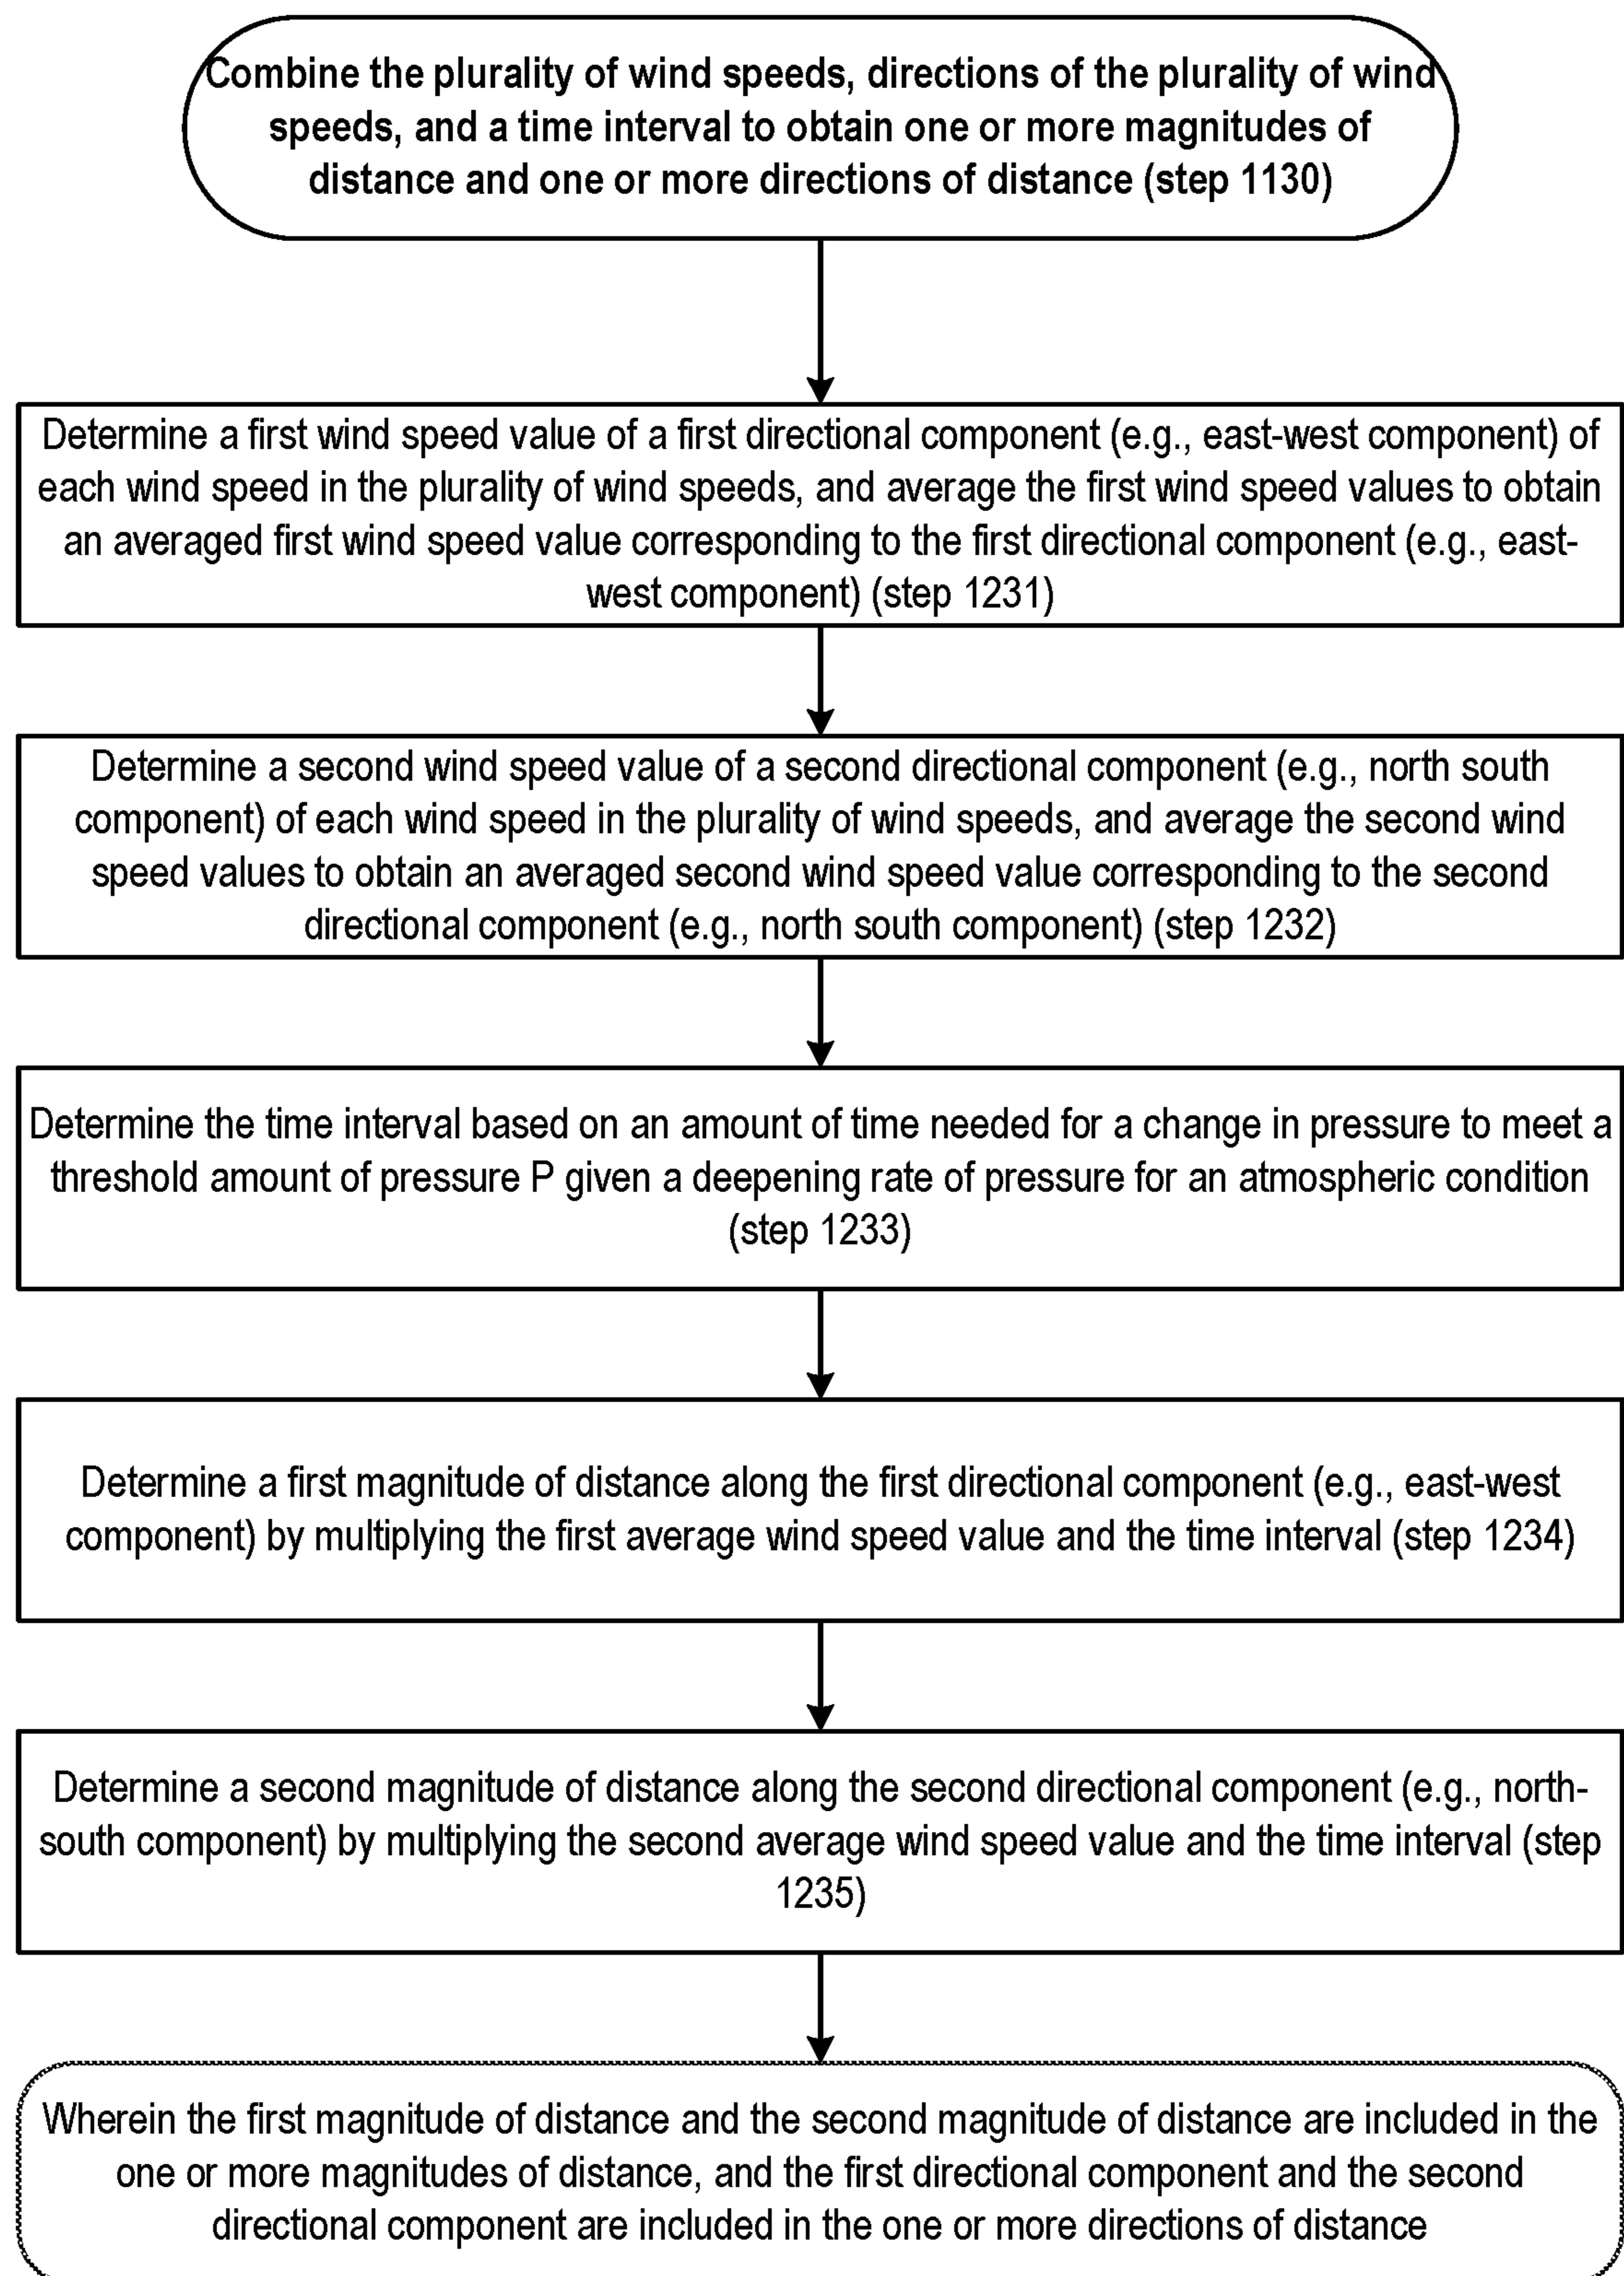 Combine the plurality of wind speeds, directions of the plurality of wind
speeds, and a time interval to obtain one or more magnitudes of
distance and one or more directions of distance (step 1130)
Determine a first wind speed value of a first directional component (e.g., east-west component) of
each wind speed in the plurality of wind speeds, and average the first wind speed values to obtain
an averaged first wind speed value corresponding to the first directional component (e.g., east-
west component) (step 1231)
Determine a second wind speed value of a second directional component (e.g., north south
component) of each wind speed in the plurality of wind speeds, and average the second wind
speed values to obtain an averaged second wind speed value corresponding to the second
directional component (e.g., north south component) (step 1232)
Determine the time interval based on an amount of time needed for a change in pressure to meet a
threshold amount of pressure P given a deepening rate of pressure for an atmospheric condition
(step 1233)
Determine a first magnitude of distance along the first directional component (e.g., east-west
component) by multiplying the first average wind speed value and the time interval (step 1234)
Determine a second magnitude of distance along the second directional component (e.g., north-
south component) by multiplying the second average wind speed value and the time interval (step
1235)
Wherein the first magnitude of distance and the second magnitude of distance are included in the
one or more magnitudes of distance, and the first directional component and the second
directional component are included in the one or more directions of distance